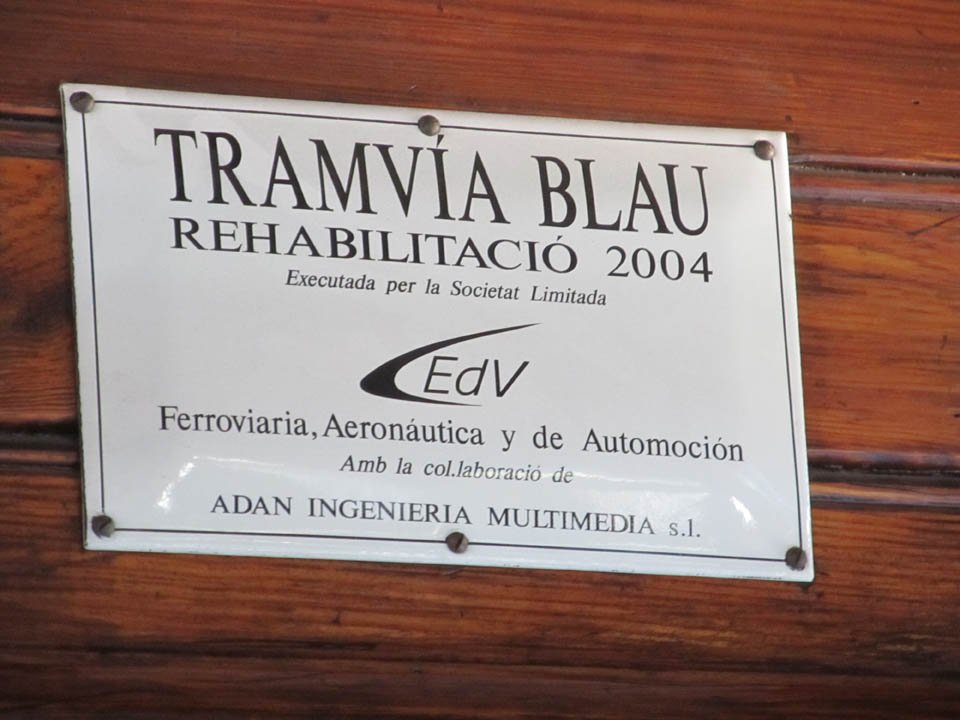 TRAMVÍA BLAU
REHABILITACIÓ 2004
Executada per la Societat Limitada
EdV
Ferroviaria, Aeronáutica y de Automoción
Amb la col.laboració de
ADAN INGENIERIA MULTIMEDIA s.l.